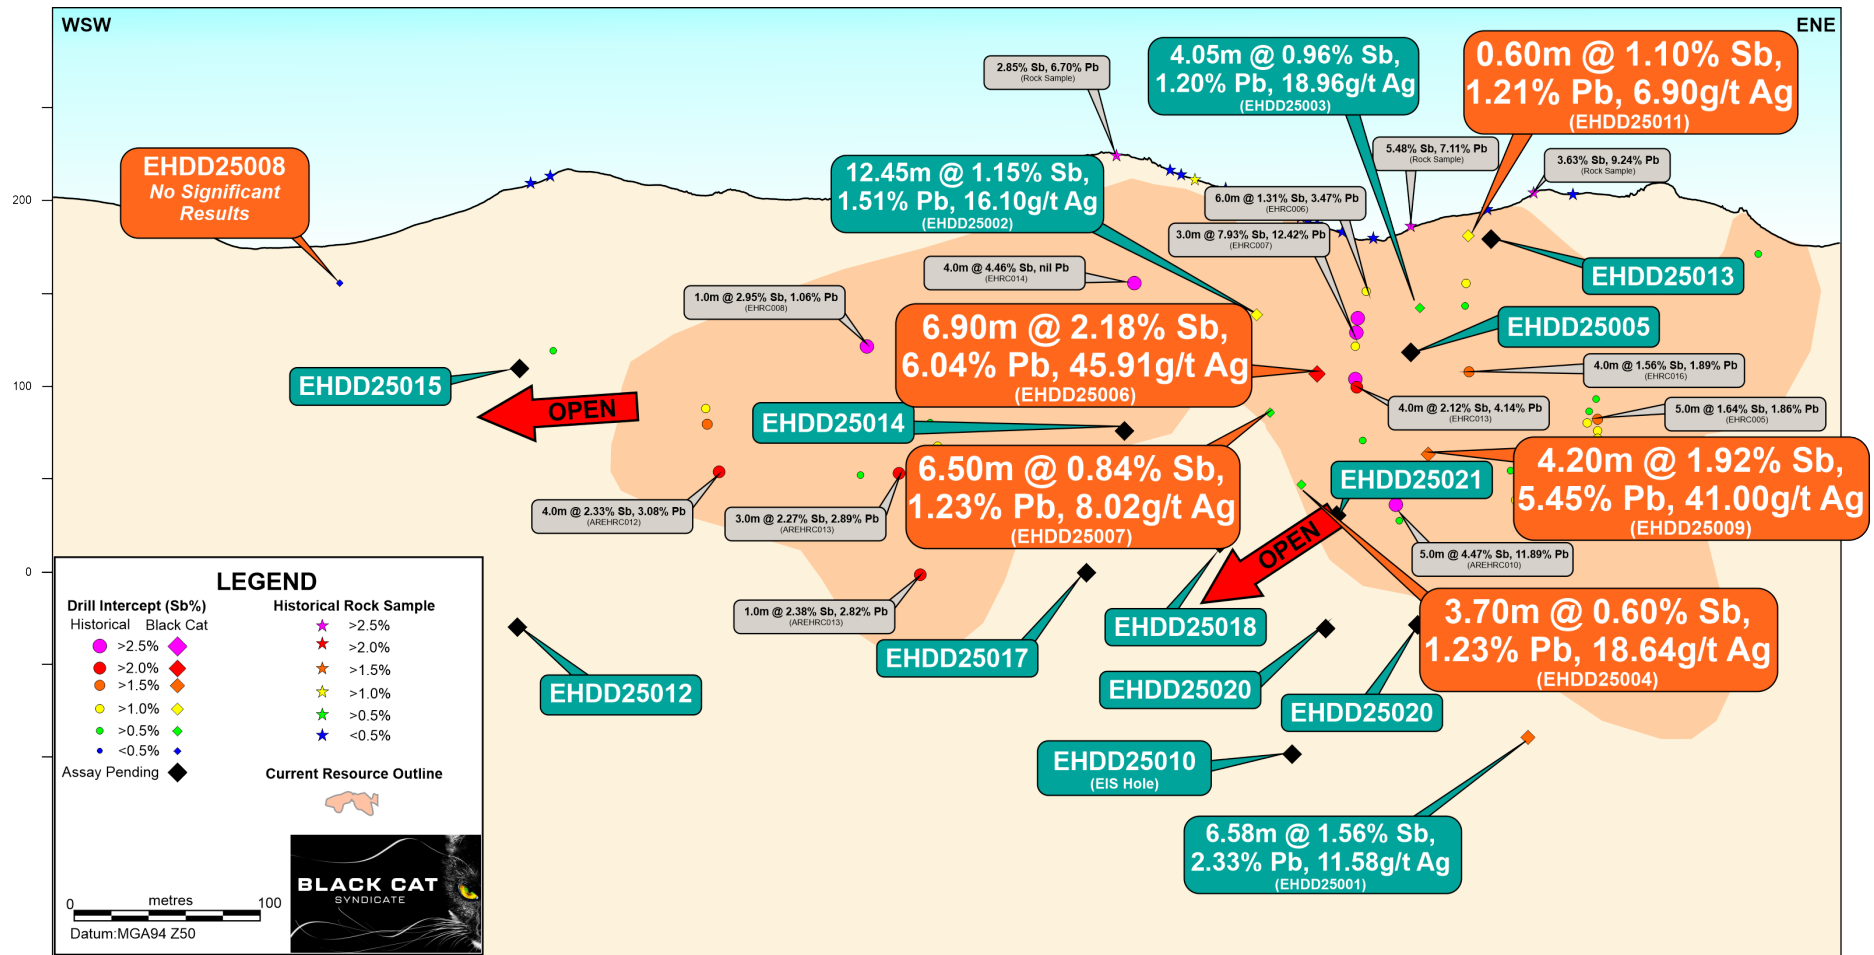 WSW
ENE
2.85% Sb, 6.70% Pb
(Rock Sample)
4.05m @ 0.96% Sb,
1.20% Pb, 18.96g/t Ag
(EHDD25003)
0.60m @ 1.10% Sb,
1.21% Pb, 6.90g/t Ag
(EHDD25011)
5.48% Sb, 7.11% Pb
(Rock Sample)
3.63% Sb, 9.24% Pb
(Rock Sample)
EHDD25008
No Significant
Results
12.45m @ 1.15% Sb,
1.51% Pb, 16.10g/t Ag
(EHDD25002)
6.0m @ 1.31% Sb, 3.47% Pb
(EHRC006)
3.0m @ 7.93% Sb, 12.42% Pb
(EHRC007)
200
4.0m @ 4.46% Sb, nil Pb
(EHRC014)
EHDD25013
1.0m @ 2.95% Sb, 1.06% Pb
(EHRC008)
6.90m @ 2.18% Sb,
6.04% Pb, 45.91g/t Ag
(EHDD25006)
EHDD25005
EHDD25015
100
OPEN
4.0m @ 1.56% Sb, 1.89% Pb
(EHRC016)
4.0m @ 2.12% Sb, 4.14% Pb
(EHRC013)
5.0m @ 1.64% Sb, 1.86% Pb
(EHRC005)
EHDD25014
6.50m @ 0.84% Sb,
1.23% Pb, 8.02g/t Ag
(EHDD25007)
EHDD25021
4.20m @ 1.92% Sb,
5.45% Pb, 41.00g/t Ag
(EHDD25009)
4.0m @ 2.33% Sb, 3.08% Pb
(AREHRC012)
3.0m @ 2.27% Sb, 2.89% Pb
(AREHRC013)
OPEN
5.0m @ 4.47% Sb, 11.89% Pb
(AREHRC010)
0
1.0m @ 2.38% Sb, 2.82% Pb
(AREHRC013)
EHDD25018
3.70m @ 0.60% Sb,
1.23% Pb, 18.64g/t Ag
(EHDD25004)
EHDD25017
EHDD25012
EHDD25020
EHDD25020
EHDD25010
(EIS Hole)
6.58m @ 1.56% Sb,
2.33% Pb, 11.58g/t Ag
(EHDD25001)
LEGEND
Drill Intercept (Sb%)
Historical Black Cat
>2.5%
>2.0%
>1.5%
>1.0%
>0.5%
<0.5%
Assay Pending
Historical Rock Sample
>2.5%
>2.0%
>1.5%
>1.0%
>0.5%
<0.5%
Current Resource Outline
0 metres 100
Datum:MGA94 Z50
BLACK CAT
SYNDICATE